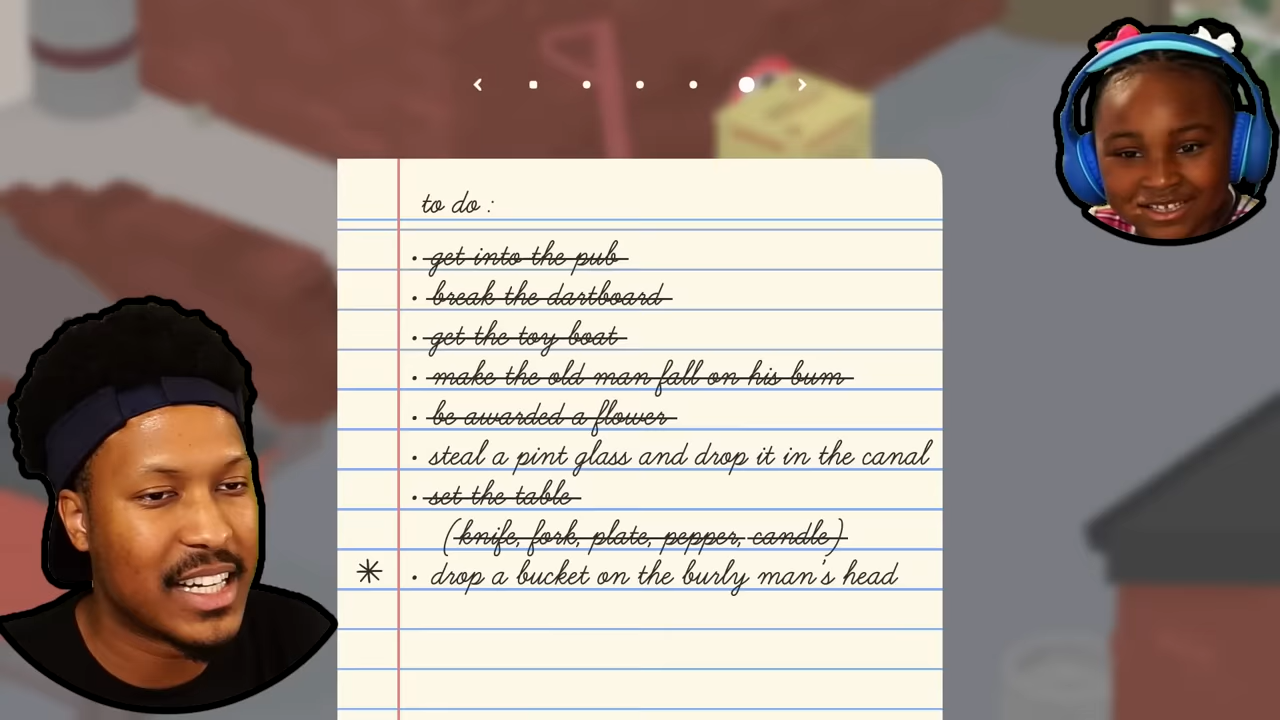 to do :
• get into the pub
• break the dartboard
• get the toy boat
• make the old man fall on his bum
• be awarded a flower
• steal a pint glass and drop it in the canal
• set the table
(knife, fork, plate, pepper, candle)
* • drop a bucket on the burly man's head